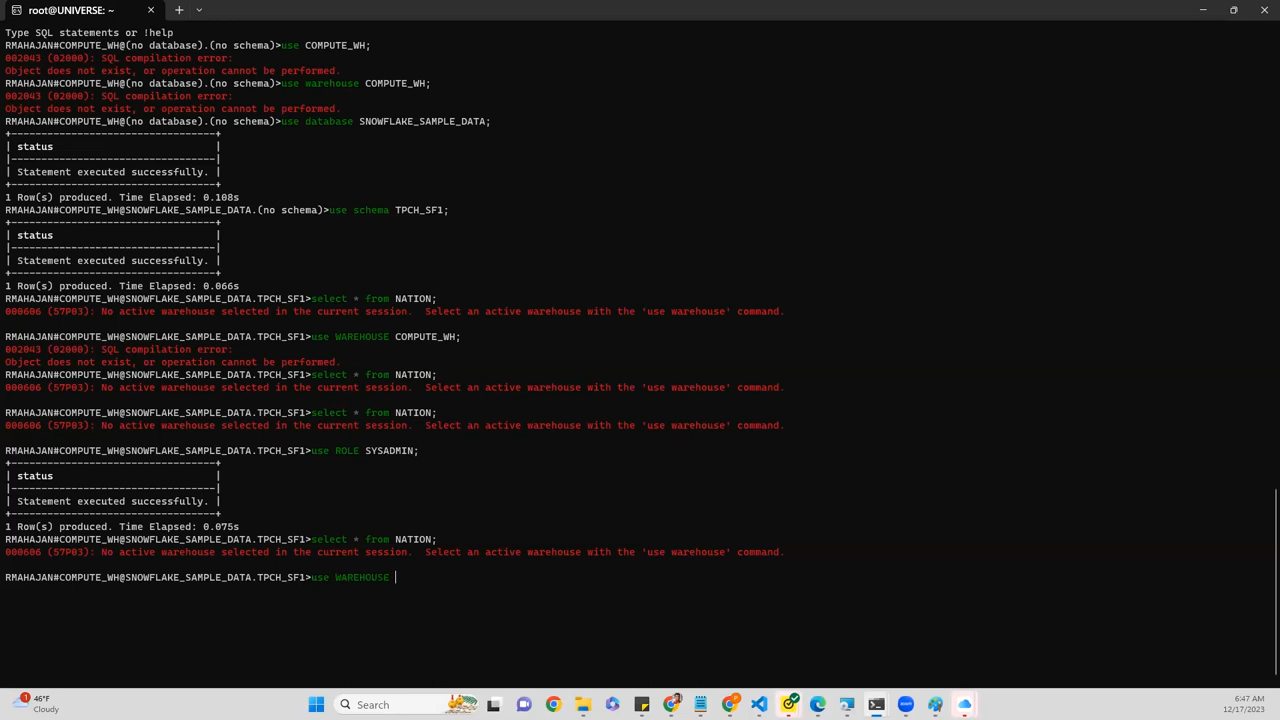 root@UNIVERSE: ~
Type SQL statements or !help
RMAHAJAN#COMPUTE_WH@(no database).(no schema)>use COMPUTE_WH;
002043 (02000): SQL compilation error:
Object does not exist, or operation cannot be performed.
RMAHAJAN#COMPUTE_WH@(no database).(no schema)>use warehouse COMPUTE_WH;
002043 (02000): SQL compilation error:
Object does not exist, or operation cannot be performed.
RMAHAJAN#COMPUTE_WH@(no database).(no schema)>use database SNOWFLAKE_SAMPLE_DATA;
+-----------------------------------+
| status                            |
|-----------------------------------|
| Statement executed successfully. |
+-----------------------------------+
1 Row(s) produced. Time Elapsed: 0.108s
RMAHAJAN#COMPUTE_WH@SNOWFLAKE_SAMPLE_DATA.(no schema)>use schema TPCH_SF1;
+-----------------------------------+
| status                            |
|-----------------------------------|
| Statement executed successfully. |
+-----------------------------------+
1 Row(s) produced. Time Elapsed: 0.066s
RMAHAJAN#COMPUTE_WH@SNOWFLAKE_SAMPLE_DATA.TPCH_SF1>select * from NATION;
000606 (57P03): No active warehouse selected in the current session.  Select an active warehouse with the 'use warehouse' command.
RMAHAJAN#COMPUTE_WH@SNOWFLAKE_SAMPLE_DATA.TPCH_SF1>use WAREHOUSE COMPUTE_WH;
002043 (02000): SQL compilation error:
Object does not exist, or operation cannot be performed.
RMAHAJAN#COMPUTE_WH@SNOWFLAKE_SAMPLE_DATA.TPCH_SF1>select * from NATION;
000606 (57P03): No active warehouse selected in the current session.  Select an active warehouse with the 'use warehouse' command.
RMAHAJAN#COMPUTE_WH@SNOWFLAKE_SAMPLE_DATA.TPCH_SF1>select * from NATION;
000606 (57P03): No active warehouse selected in the current session.  Select an active warehouse with the 'use warehouse' command.
RMAHAJAN#COMPUTE_WH@SNOWFLAKE_SAMPLE_DATA.TPCH_SF1>use ROLE SYSADMIN;
+-----------------------------------+
| status                            |
|-----------------------------------|
| Statement executed successfully. |
+-----------------------------------+
1 Row(s) produced. Time Elapsed: 0.075s
RMAHAJAN#COMPUTE_WH@SNOWFLAKE_SAMPLE_DATA.TPCH_SF1>select * from NATION;
000606 (57P03): No active warehouse selected in the current session.  Select an active warehouse with the 'use warehouse' command.
RMAHAJAN#COMPUTE_WH@SNOWFLAKE_SAMPLE_DATA.TPCH_SF1>use WAREHOUSE
1
46°F
Cloudy
Search
6:47 AM
12/17/2023